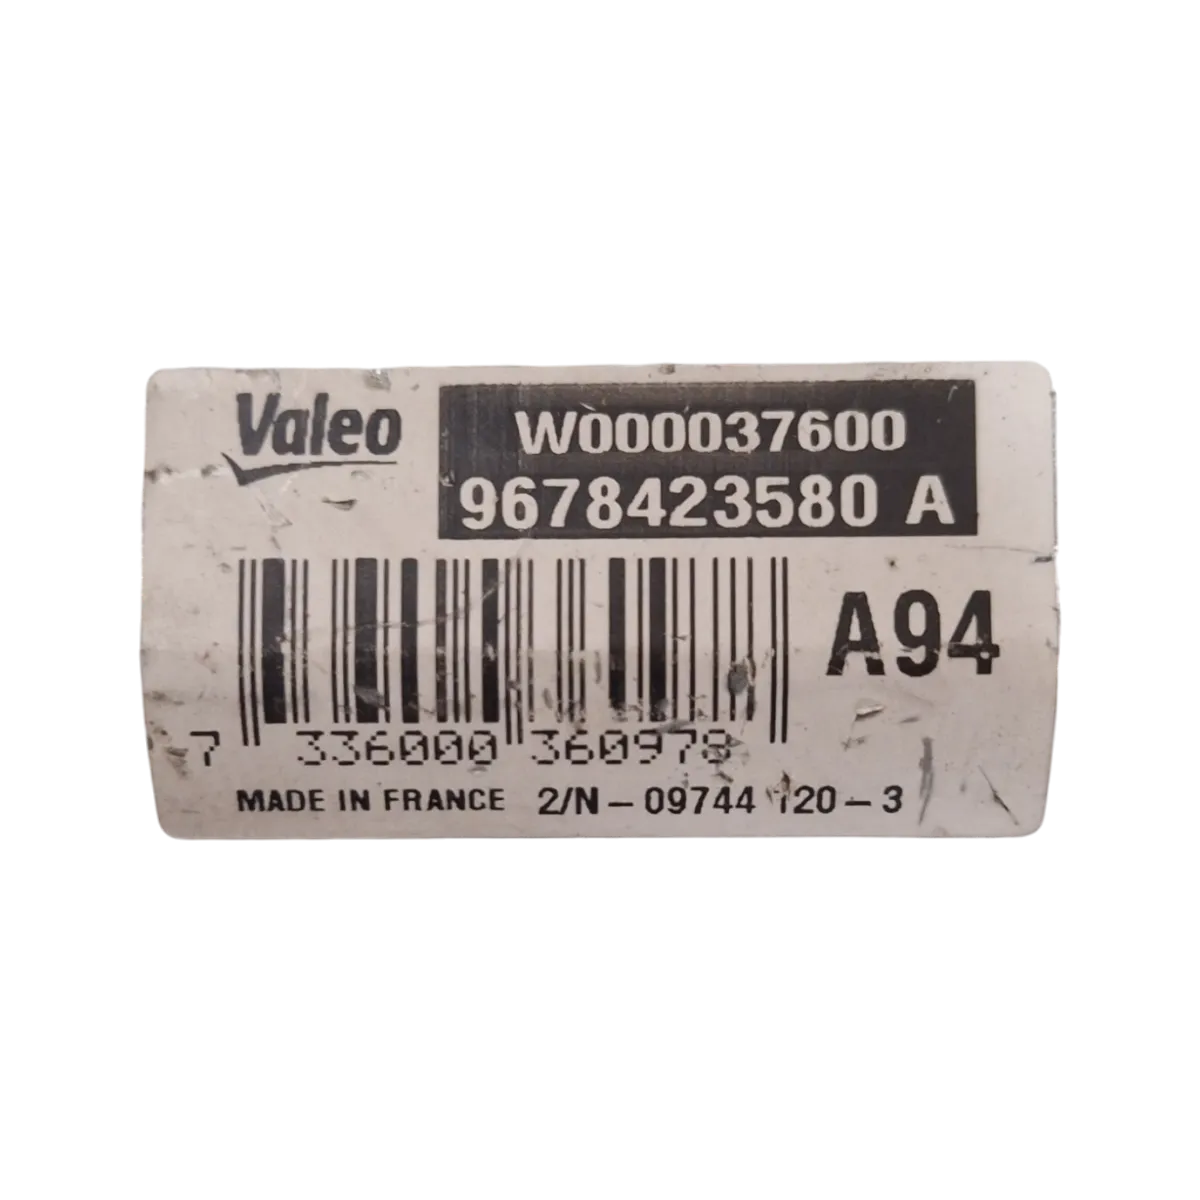 Valeo
W000037600
9678423580 A
A94
7 336000 360978
MADE IN FRANCE 2/N - 09744 120 - 3